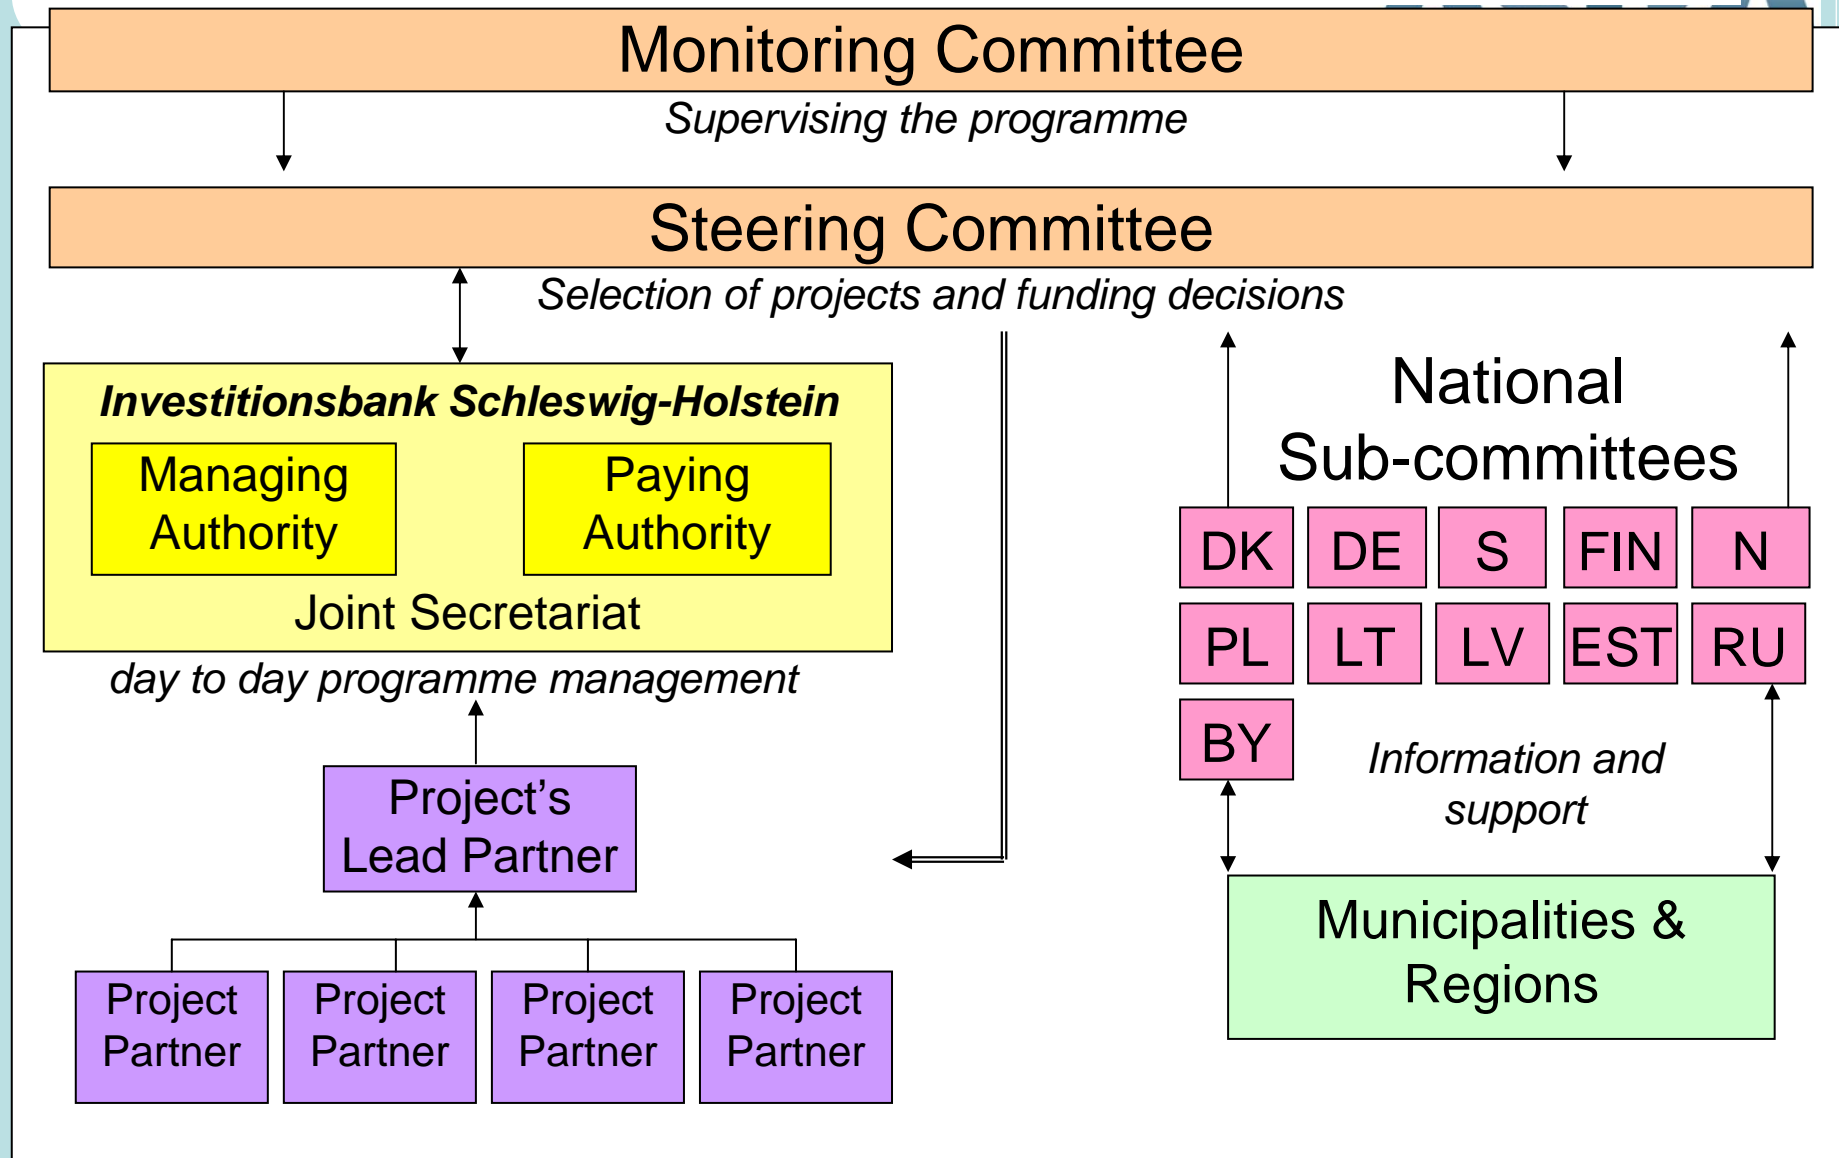 Monitoring Committee
Supervising the programme
Steering Committee
Selection of projects and funding decisions
Investitionsbank Schleswig-Holstein
Managing
Authority
Paying
Authority
Joint Secretariat
day to day programme management
Project's
Lead Partner
Project
Partner
Project
Partner
Project
Partner
Project
Partner
National
Sub-committees
DK
DE
S
FIN
N
PL
LT
LV
EST
RU
BY
Information and
support
Municipalities &
Regions